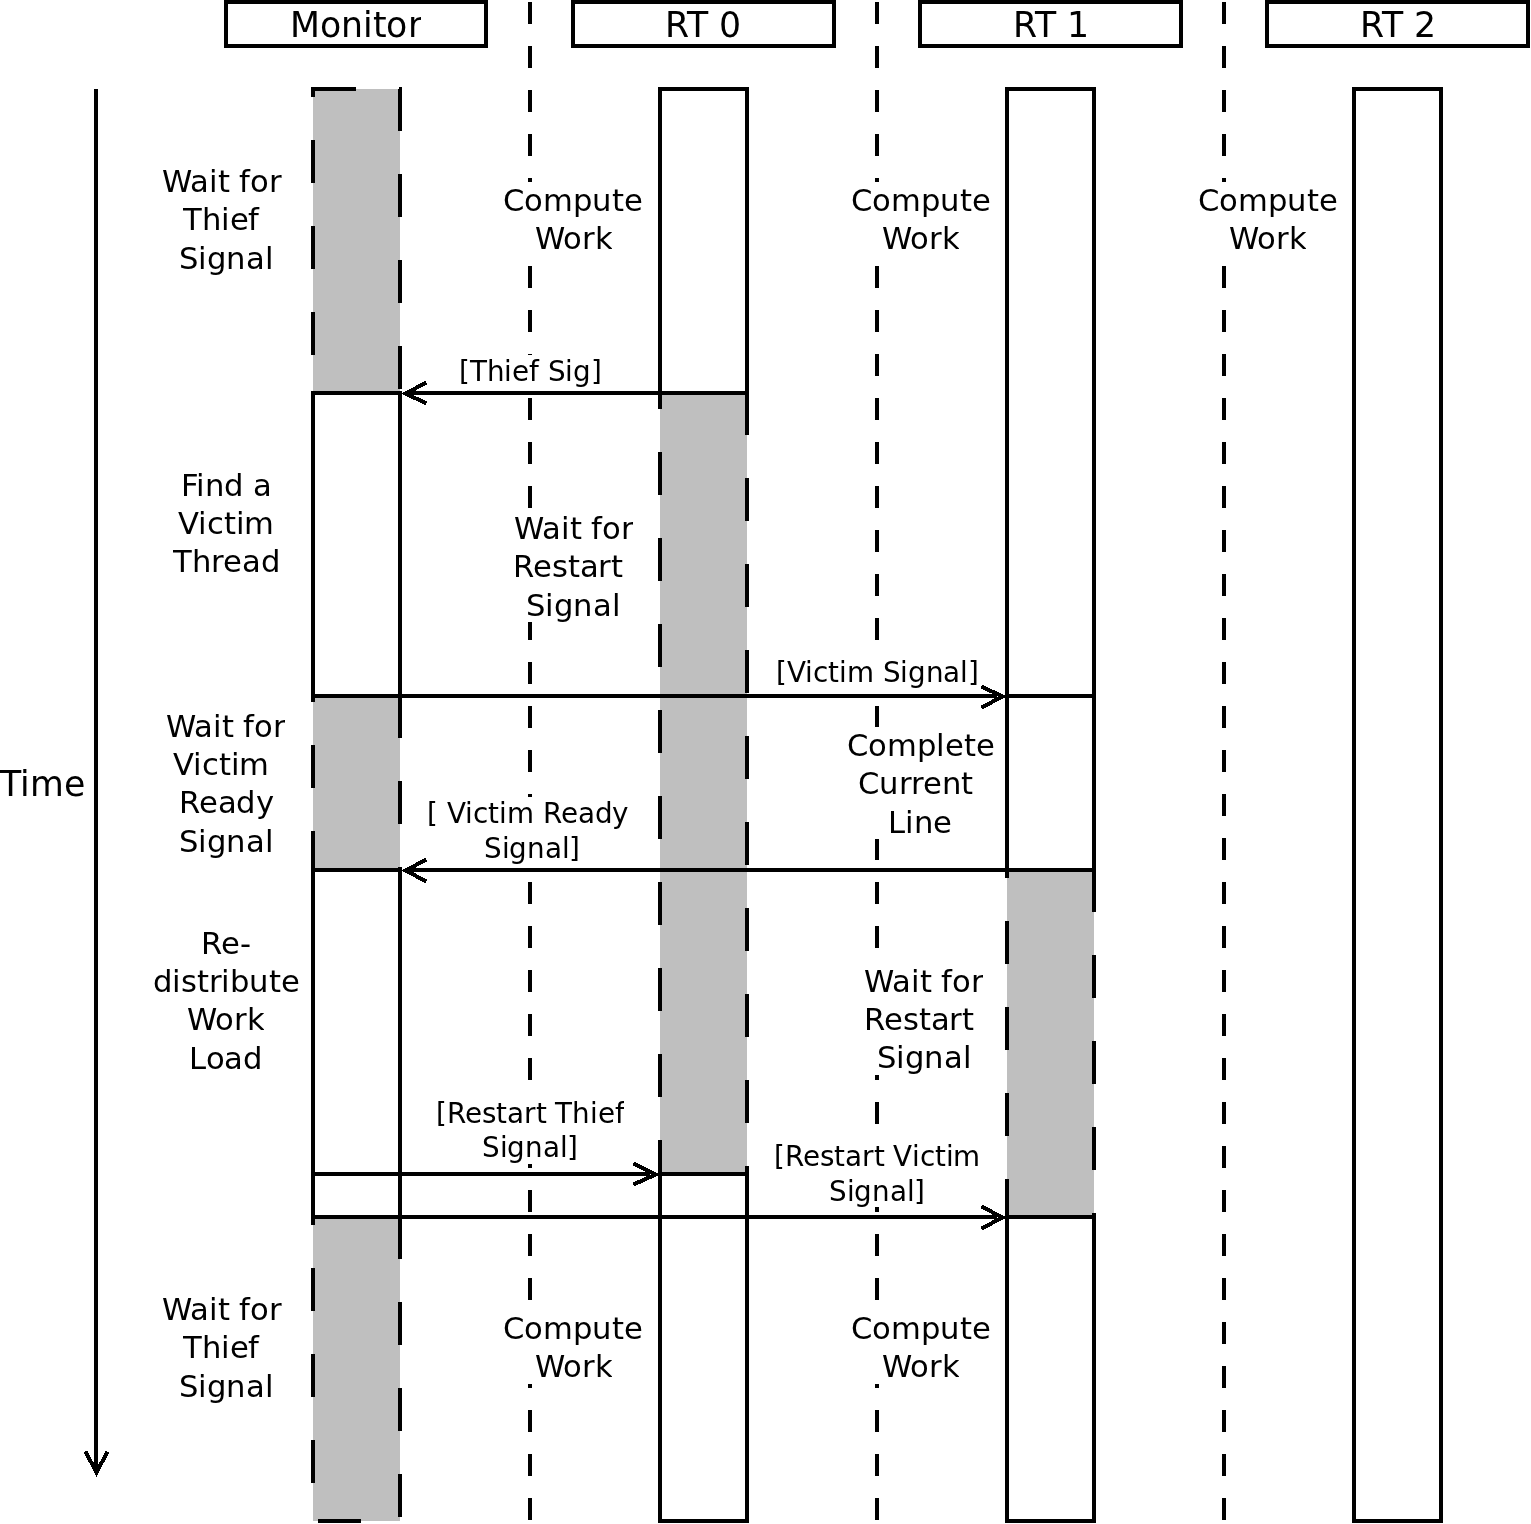 Monitor
RT 0
RT 1
RT 2
Wait for
Thief
Signal
Compute
Work
Compute
Work
Compute
Work
[Thief Sig]
Find a
Victim
Thread
Wait for
Restart
Signal
[Victim Signal]
Wait for
Victim
Ready
Signal
Time
Complete
Current
Line
[ Victim Ready
Signal]
Re-
distribute
Work
Load
Wait for
Restart
Signal
[Restart Thief
Signal]
[Restart Victim
Signal]
Wait for
Thief
Signal
Compute
Work
Compute
Work